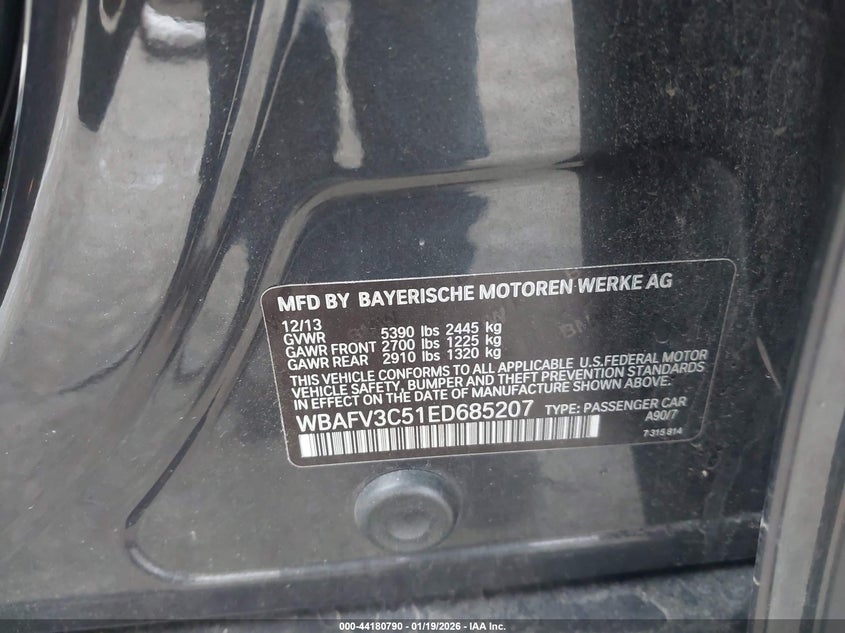 MFD BY BAYERISCHE MOTOREN WERKE AG
12/13
GVWR 5390 lbs 2445 kg
GAWR FRONT 2700 lbs 1225 kg
GAWR REAR 2910 lbs 1320 kg
THIS VEHICLE CONFORMS TO ALL APPLICABLE U.S.FEDERAL MOTOR
VEHICLE SAFETY, BUMPER AND THEFT PREVENTION STANDARDS
IN EFFECT ON THE DATE OF MANUFACTURE SHOWN ABOVE.
WBAFV3C51ED685207 TYPE: PASSENGER CAR
A90/7
7 315 814
000-44180790 - 01/19/2026 - IAA Inc.